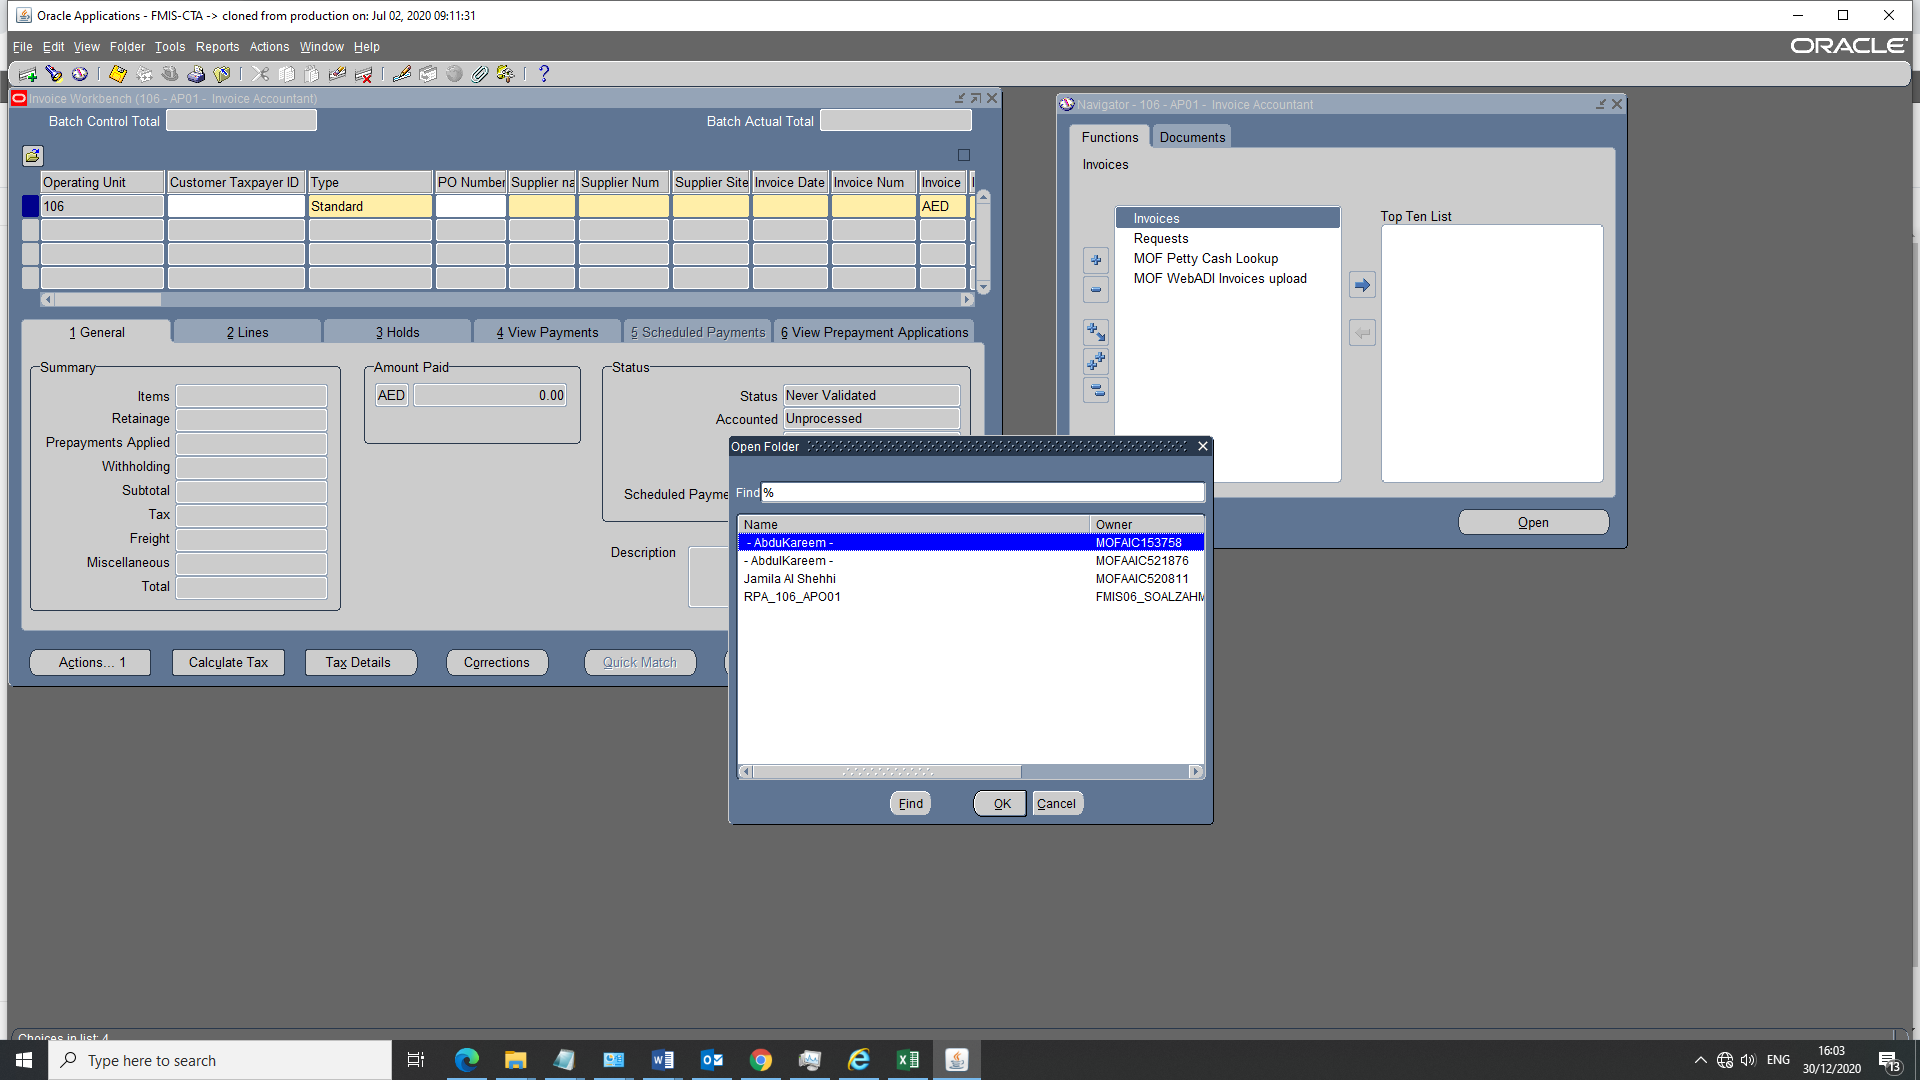 Oracle Applications - FMIS-CTA -> cloned from production on: Jul 02, 2020 09:11:31
File Edit View Folder Tools Reports Actions Window Help
ORACLE
Invoice Workbench (106 - AP01 - Invoice Accountant)
Batch Control Total
Batch Actual Total
Operating Unit Customer Taxpayer ID Type PO Number Supplier na Supplier Num Supplier Site Invoice Date Invoice Num Invoice
106 Standard AED
1 General 2 Lines 3 Holds 4 View Payments 5 Scheduled Payments 6 View Prepayment Applications
Summary
Items
Retainage
Prepayments Applied
Withholding
Subtotal
Tax
Freight
Miscellaneous
Total
Amount Paid
AED 0.00
Status
Status Never Validated
Accounted Unprocessed
Scheduled Payme
Description
Actions... 1 Calculate Tax Tax Details Corrections Quick Match
Navigator - 106 - AP01 - Invoice Accountant
Functions Documents
Invoices
Invoices
Requests
MOF Petty Cash Lookup
MOF WebADI Invoices upload
Top Ten List
Open
Open Folder
Find %
Name Owner
- AbduKareem - MOFAIC153758
- AbdulKareem - MOFAAIC521876
Jamila Al Shehhi MOFAAIC520811
RPA_106_APO01 FMIS06_SOALZAHM
Find OK Cancel
Choices in list: 4
Type here to search
ENG
16:03
30/12/2020
13